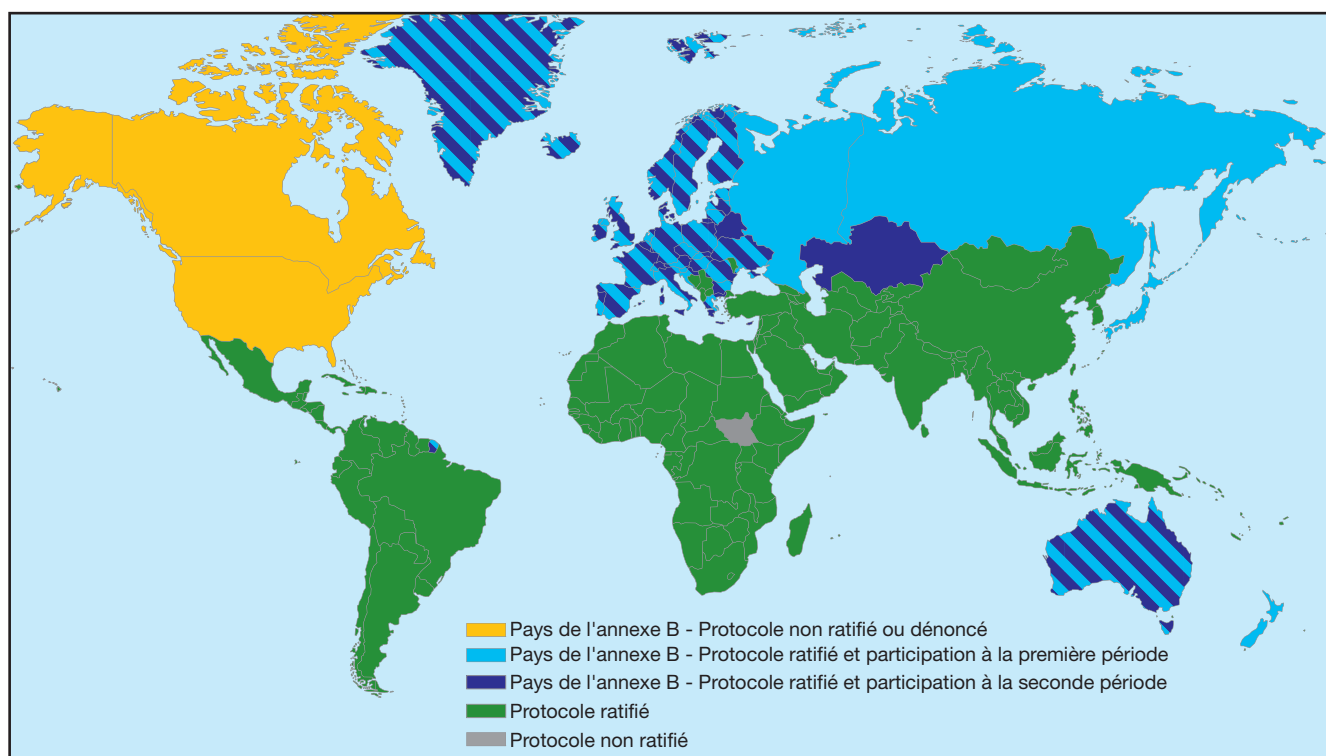 Pays de l'annexe B - Protocole non ratifié ou dénoncé
Pays de l'annexe B - Protocole ratifié et participation à la première période
Pays de l'annexe B - Protocole ratifié et participation à la seconde période
Protocole ratifié
Protocole non ratifié